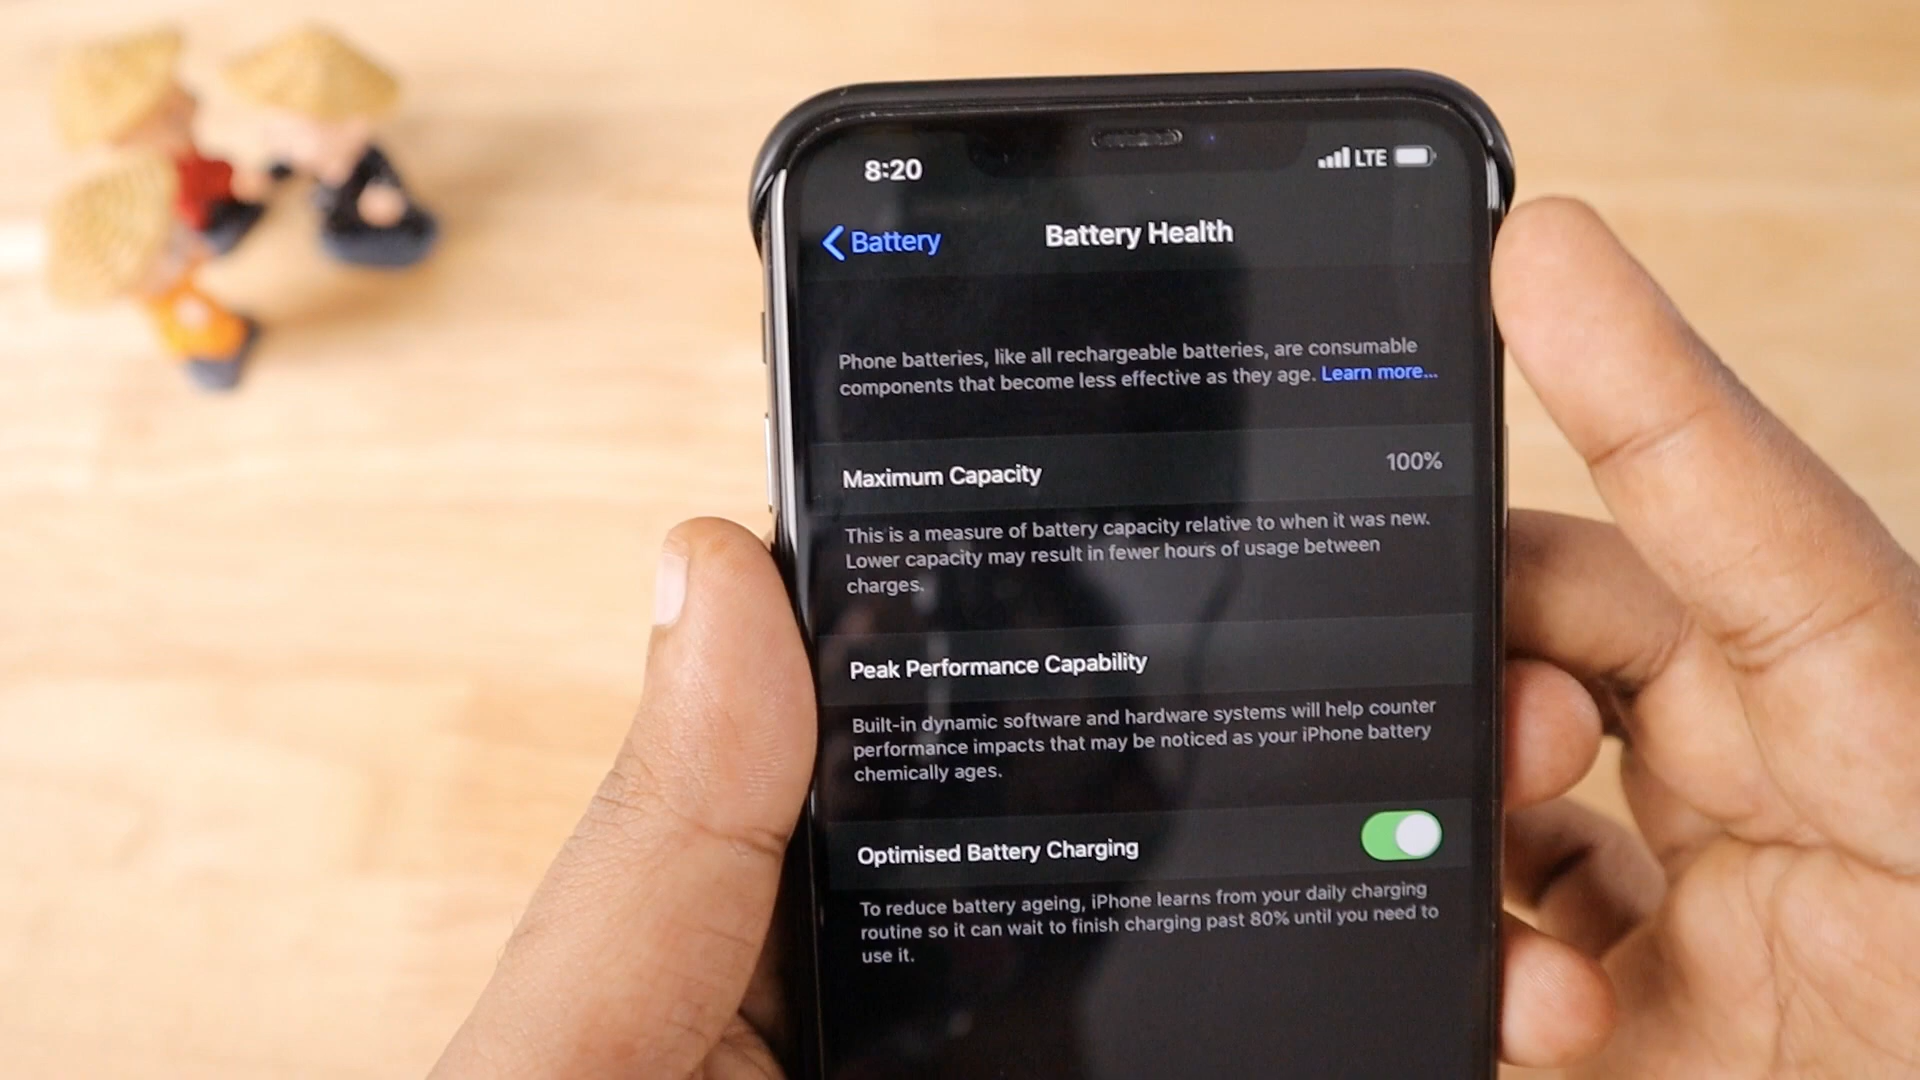 8:20
LTE
Battery
Battery Health
Phone batteries, like all rechargeable batteries, are consumable
components that become less effective as they age. Learn more...
Maximum Capacity
100%
This is a measure of battery capacity relative to when it was new.
Lower capacity may result in fewer hours of usage between
charges.
Peak Performance Capability
Built-in dynamic software and hardware systems will help counter
performance impacts that may be noticed as your iPhone battery
chemically ages.
Optimised Battery Charging
To reduce battery ageing, iPhone learns from your daily charging
routine so it can wait to finish charging past 80% until you need to
use it.